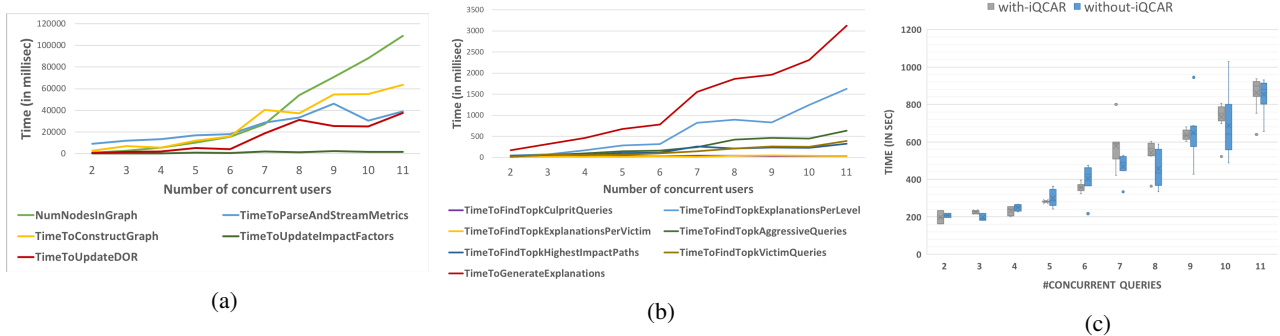 Time (in millisec)
120000
100000
80000
60000
40000
20000
0
2 3 4 5 6 7 8 9 10 11
Number of concurrent users
NumNodesInGraph TimeToParseAndStreamMetrics
TimeToConstructGraph TimeToUpdateImpactFactors
TimeToUpdateDOR
(a)
Time (in millisec)
3500
3000
2500
2000
1500
1000
500
0
2 3 4 5 6 7 8 9 10 11
Number of concurrent users
TimeToFindTopkCulpritQueries TimeToFindTopkExplanationsPerLevel
TimeToFindTopkExplanationsPerVictim TimeToFindTopkAggressiveQueries
TimeToFindTopkHighestImpactPaths TimeToFindTopkVictimQueries
TimeToGenerateExplanations
(b)
with-iQCAR without-iQCAR
TIME (IN SEC)
1200
1000
800
600
400
200
0
2 3 4 5 6 7 8 9 10 11
#CONCURRENT QUERIES
(c)